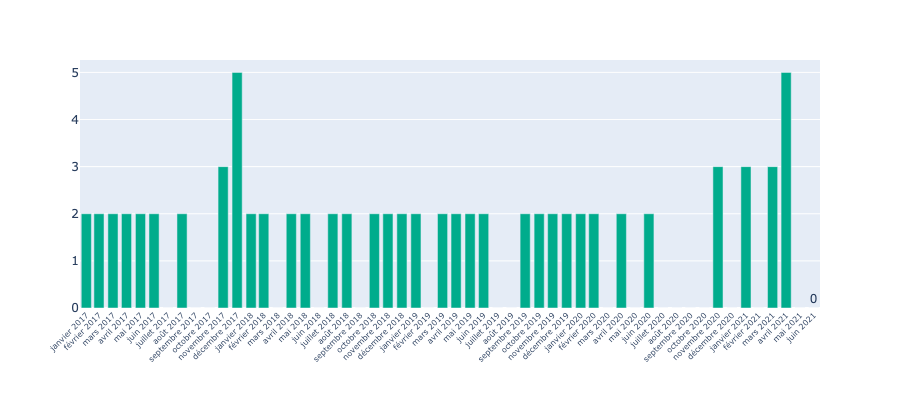 5
4
3
2
1
0
0
janvier 2017
février 2017
mars 2017
avril 2017
mai 2017
juin 2017
juillet 2017
août 2017
septembre 2017
octobre 2017
novembre 2017
décembre 2017
janvier 2018
février 2018
mars 2018
avril 2018
mai 2018
juin 2018
juillet 2018
août 2018
septembre 2018
octobre 2018
novembre 2018
décembre 2018
janvier 2019
février 2019
mars 2019
avril 2019
mai 2019
juin 2019
juillet 2019
août 2019
septembre 2019
octobre 2019
novembre 2019
décembre 2019
janvier 2020
février 2020
mars 2020
avril 2020
mai 2020
juin 2020
juillet 2020
août 2020
septembre 2020
octobre 2020
novembre 2020
décembre 2020
janvier 2021
février 2021
mars 2021
avril 2021
mai 2021
juin 2021